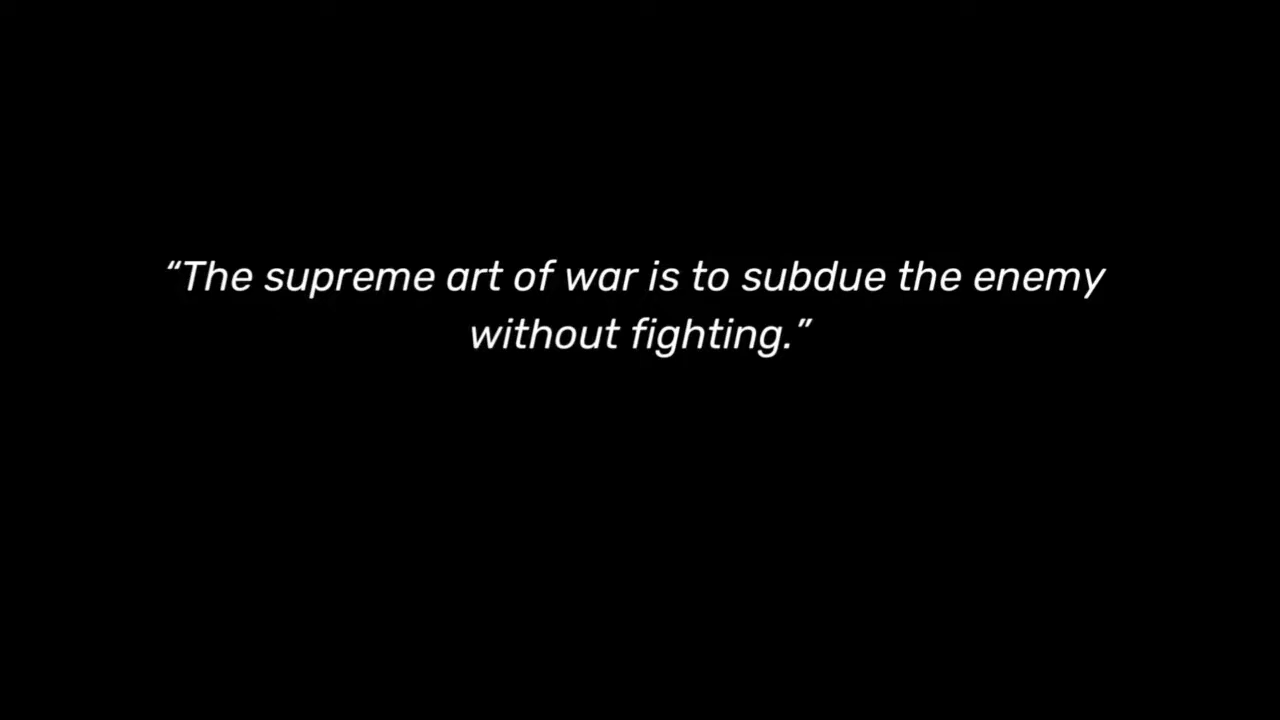 “The supreme art of war is to subdue the enemy
without fighting.”